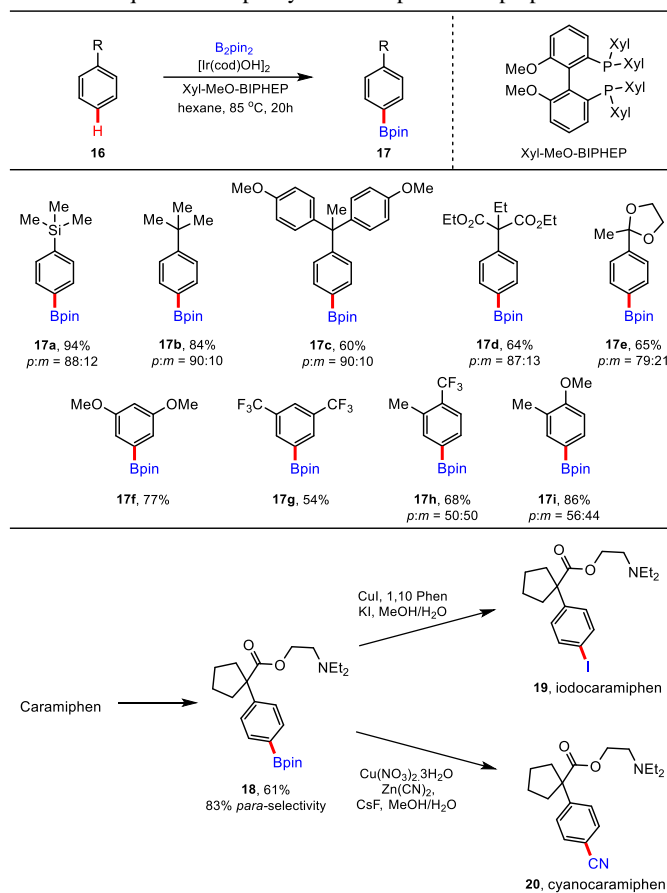 R
H
16
B2pin2
[Ir(cod)OH]2
Xyl-MeO-BIPHEP
hexane, 85 °C, 20h
R
Bpin
17
Xyl
P
Xyl
MeO
MeO
P
Xyl
Xyl
Xyl-MeO-BIPHEP
Me
Me
Si
Me
Bpin
17a, 94%
p:m = 88:12
Me
Me
Me
Bpin
17b, 84%
p:m = 90:10
MeO
Me
OMe
Bpin
17c, 60%
p:m = 90:10
Et
EtO2C
CO2Et
Bpin
17d, 64%
p:m = 87:13
O
Me
O
Bpin
17e, 65%
p:m = 79:21
MeO
OMe
Bpin
17f, 77%
CF3
CF3
Bpin
17g, 54%
CF3
Me
Bpin
17h, 68%
p:m = 50:50
OMe
Me
Bpin
17i, 86%
p:m = 56:44
Caramiphen
O
O
NEt2
Bpin
18, 61%
83% para-selectivity
CuI, 1,10 Phen
KI, MeOH/H2O
O
O
NEt2
I
19, iodocaramiphen
Cu(NO3)2.3H2O
Zn(CN)2,
CsF, MeOH/H2O
O
O
NEt2
CN
20, cyanocaramiphen